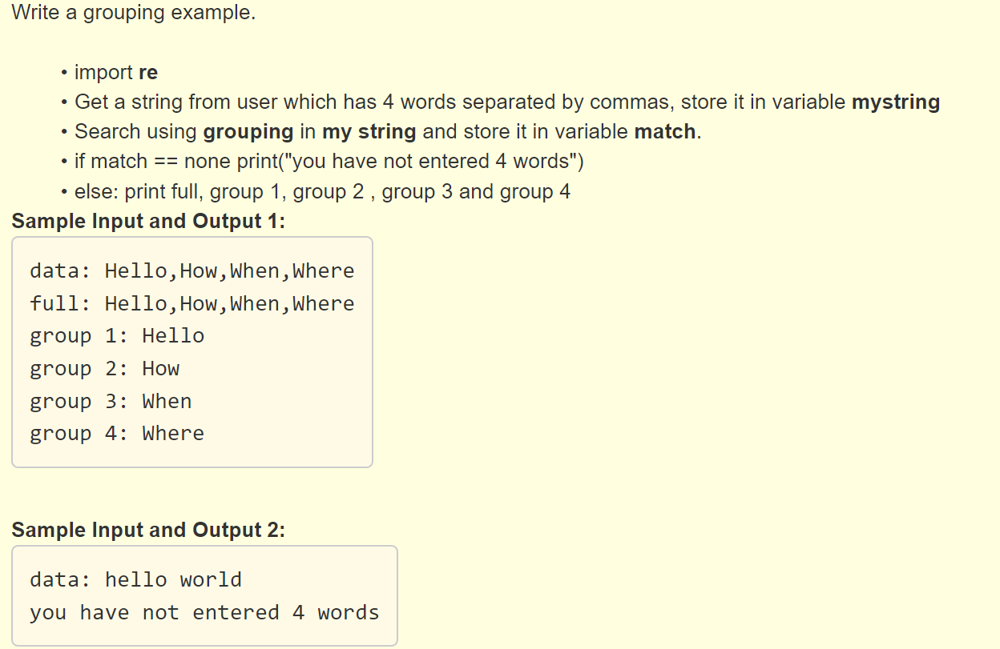 Write a grouping example.
• import re
• Get a string from user which has 4 words separated by commas, store it in variable mystring
• Search using grouping in my string and store it in variable match.
• if match == none print("you have not entered 4 words")
• else: print full, group 1, group 2 , group 3 and group 4
Sample Input and Output 1:
data: Hello,How,When,Where
full: Hello,How,When,Where
group 1: Hello
group 2: How
group 3: When
group 4: Where
Sample Input and Output 2:
data: hello world
you have not entered 4 words